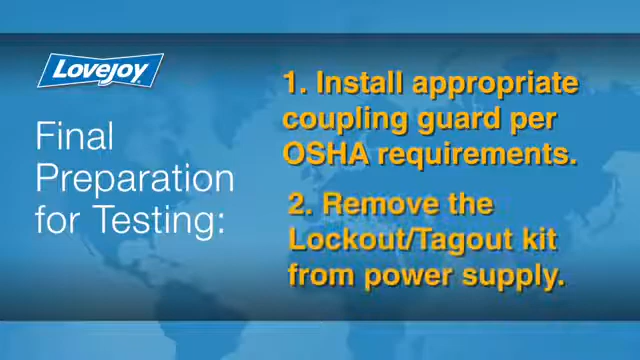 Lovejoy
Final
Preparation
for Testing:
1. Install appropriate
coupling guard per
OSHA requirements.
2. Remove the
Lockout/Tagout kit
from power supply.